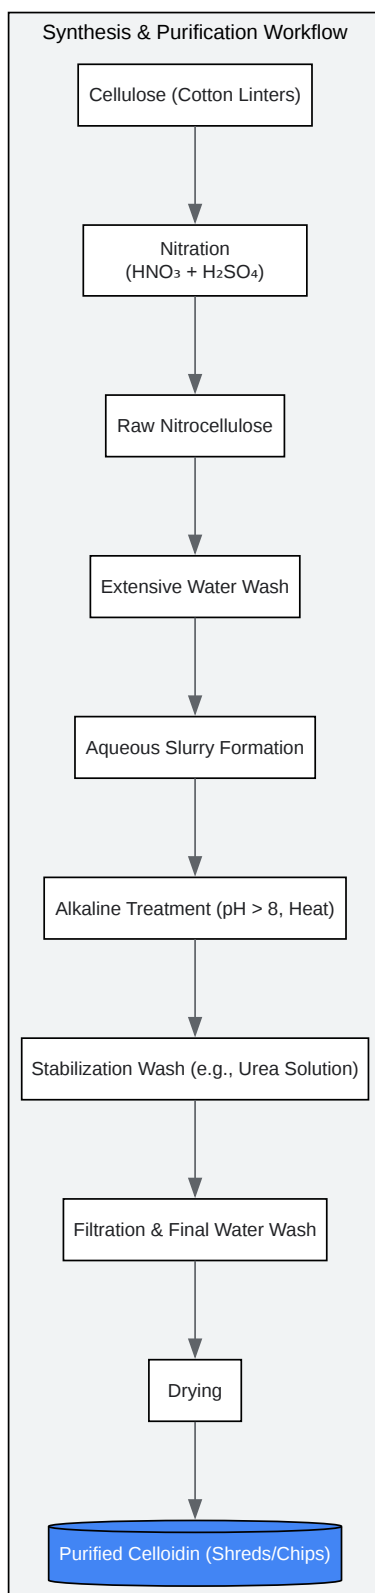 Synthesis & Purification Workflow
Cellulose (Cotton Linters)
Nitration
(HNO₃ + H₂SO₄)
Raw Nitrocellulose
Extensive Water Wash
Aqueous Slurry Formation
Alkaline Treatment (pH > 8, Heat)
Stabilization Wash (e.g., Urea Solution)
Filtration & Final Water Wash
Drying
Purified Celloidin (Shreds/Chips)